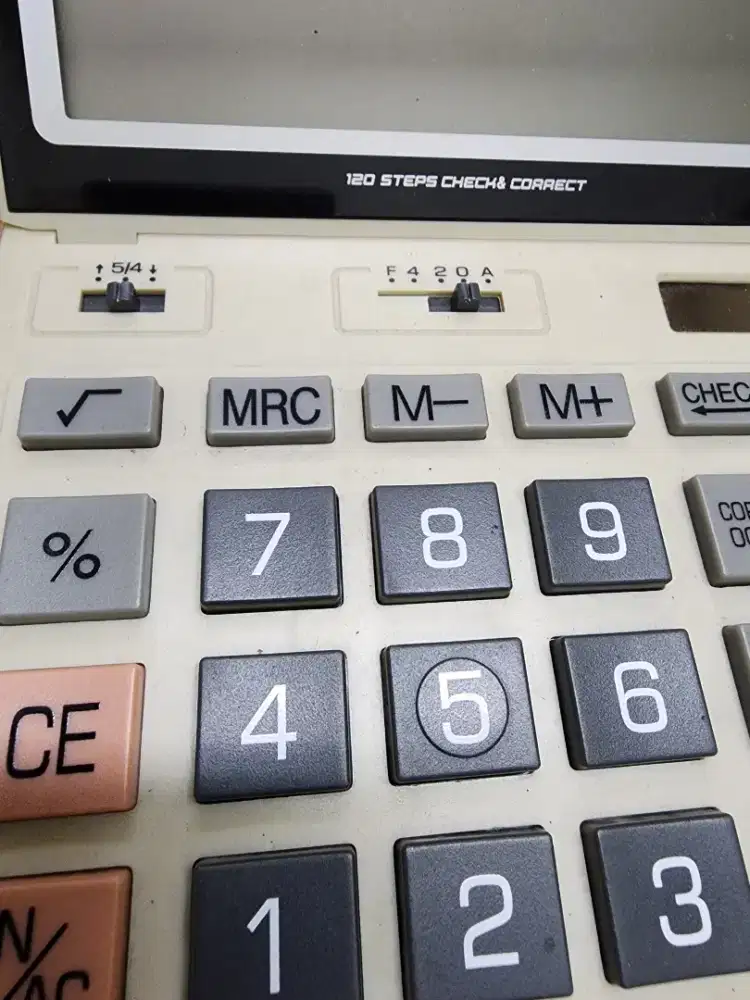 120 STEPS CHECK& CORRECT
↑ 5/4 ↓
F 4 2 0 A
√ MRC M− M+
% 7 8 9
CE 4 5 6
1 2 3